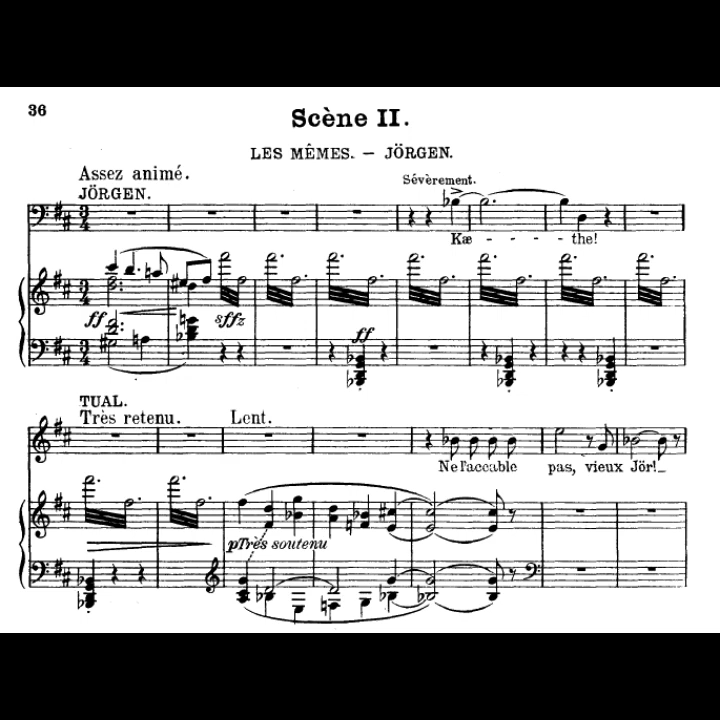 36
Scène II.
LES MÊMES. – JÖRGEN.
Assez animé.
JÖRGEN.
Sévèrement.
Kæ - - - - the!
ff sffz
ff
TUAL.
Très retenu. Lent.
Ne l'accable pas, vieux Jör!_
p Très soutenu